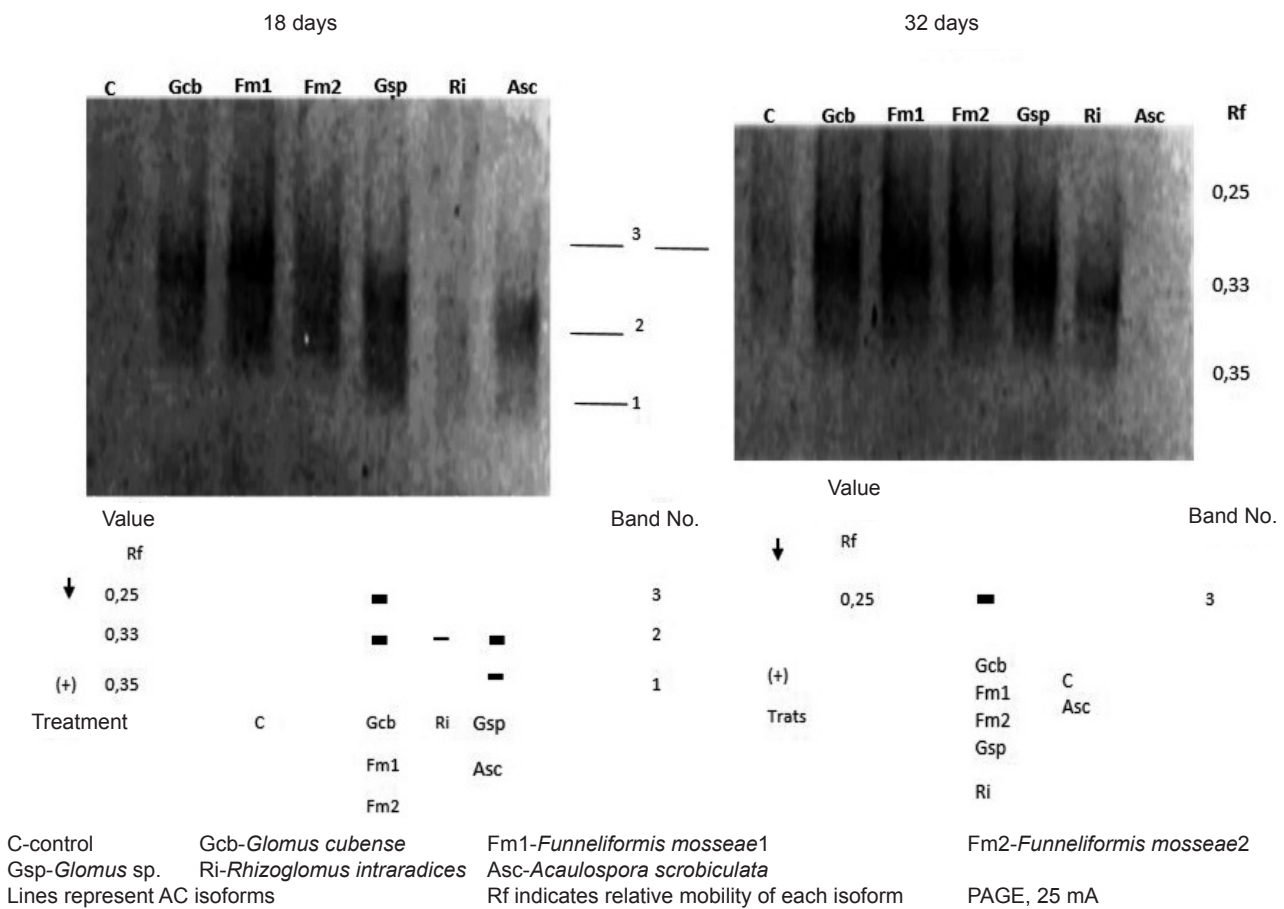 18 days
32 days
C Gcb Fm1 Fm2 Gsp Ri Asc
C Gcb Fm1 Fm2 Gsp Ri Asc Rf
0,25
3
0,33
2
0,35
1
Value
Band No.
Rf
0,25 3
0,33 2
(+) 0,35 1
Treatment C Gcb Ri Gsp
Fm1 Asc
Fm2
Value
Band No.
Rf
0,25 3
(+)
Trats
Gcb
Fm1
Fm2
Gsp
Ri
C
Asc
C-control Gcb-Glomus cubense Fm1-Funneliformis mosseae1 Fm2-Funneliformis mosseae2
Gsp-Glomus sp. Ri-Rhizoglomus intraradices Asc-Acaulospora scrobiculata
Lines represent AC isoforms Rf indicates relative mobility of each isoform PAGE, 25 mA